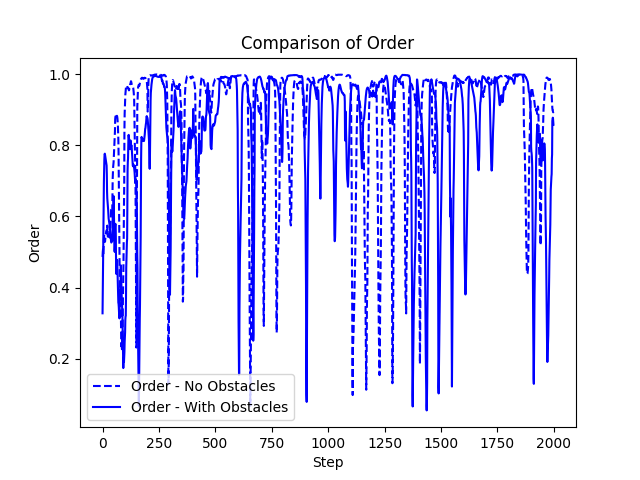 Comparison of Order
1.0
0.8
0.6
0.4
0.2
Order
Order - No Obstacles
Order - With Obstacles
0
250
500
750
1000
1250
1500
1750
2000
Step